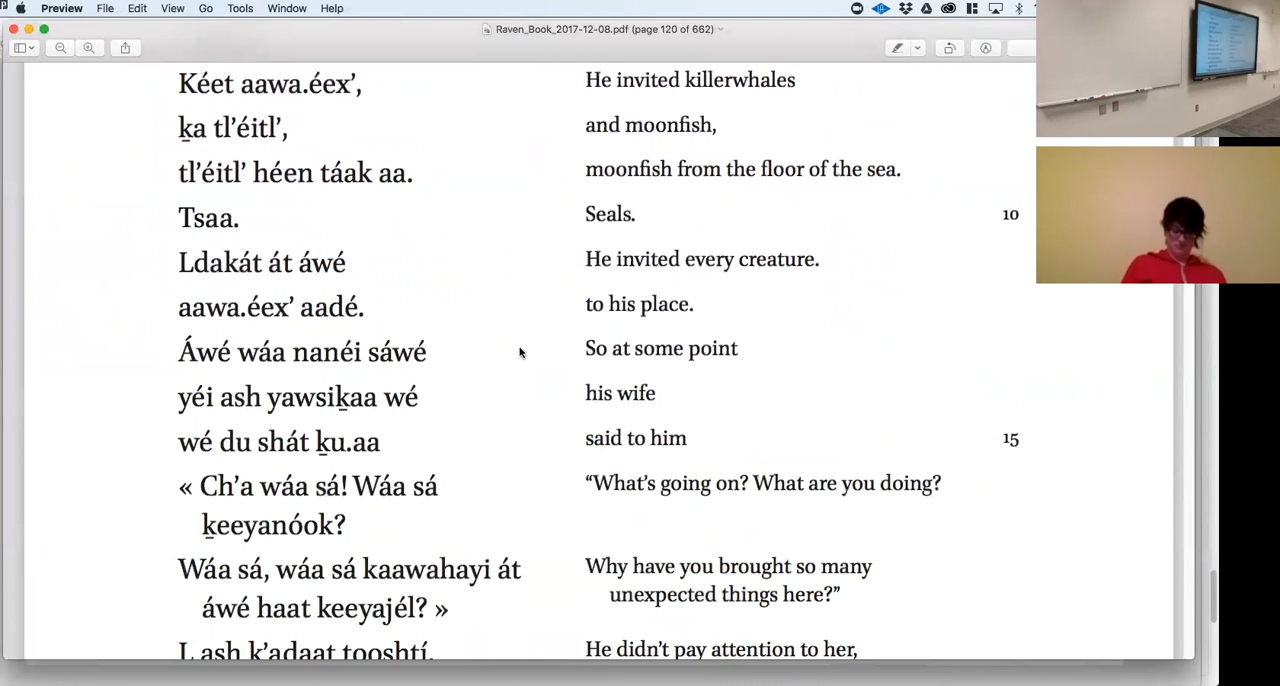 Preview File Edit View Go Tools Window Help
Raven_Book_2017-12-08.pdf (page 120 of 662)
Kéet aawa.éex’, He invited killerwhales
ḵa tl’éitl’, and moonfish,
tl’éitl’ héen táak aa. moonfish from the floor of the sea.
Tsaa. Seals. 10
Ldakát át áwé He invited every creature.
aawa.éex’ aadé. to his place.
Áwé wáa nanéi sáwé So at some point
yéi ash yawsiḵaa wé his wife
wé du shát ḵu.aa said to him 15
« Ch’a wáa sá! Wáa sá “What’s going on? What are you doing?
ḵeeyanóok?
Wáa sá, wáa sá kaawahayi át Why have you brought so many
áwé haat keeyajél? » unexpected things here?”
L ash k’adaat tooshtí. He didn’t pay attention to her,